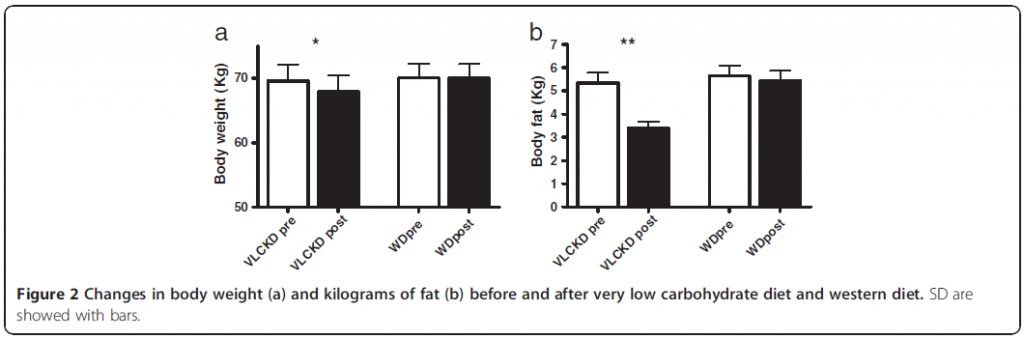 a
*
Body weight (Kg)
70
60
50
VLCKD pre
VLCKD post
WDpre
WDpost
b
**
Body fat (Kg)
7
6
5
4
3
2
1
0
VLCKD pre
VLCKD post
WDpre
WDpost
Figure 2 Changes in body weight (a) and kilograms of fat (b) before and after very low carbohydrate diet and western diet. SD are
showed with bars.